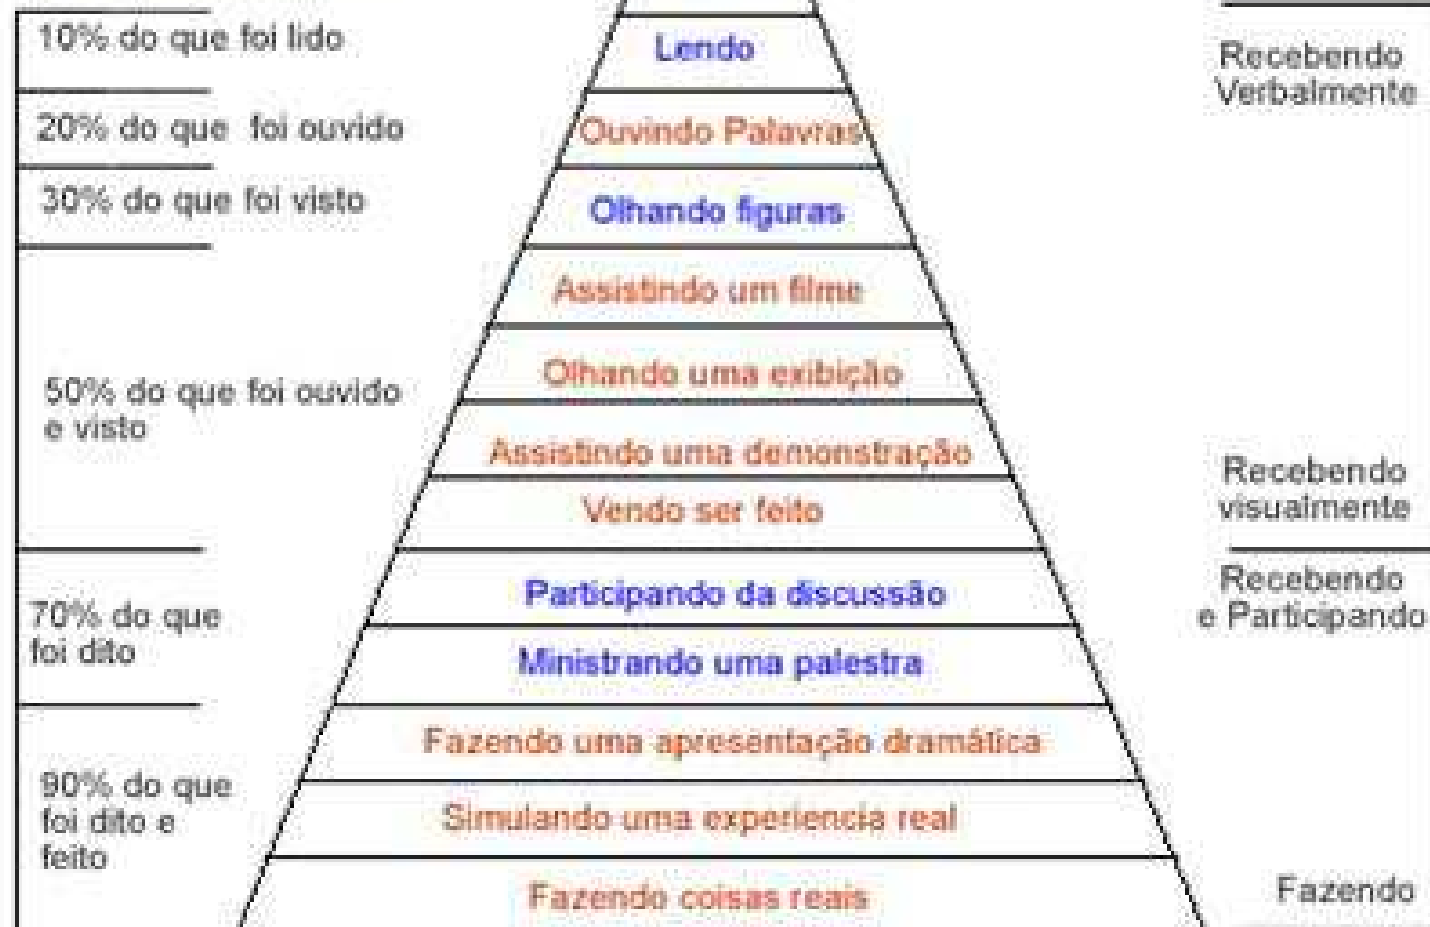 10% do que foi lido
20% do que foi ouvido
30% do que foi visto
50% do que foi ouvido
e visto
70% do que
foi dito
90% do que
foi dito e
feito
Lendo
Ouvindo Palavras
Olhando figuras
Assistindo um filme
Olhando uma exibição
Assistindo uma demonstração
Vendo ser feito
Participando da discussão
Ministrando uma palestra
Fazendo uma apresentação dramática
Simulando uma experiencia real
Fazendo coisas reais
Recebendo
Verbalmente
Recebendo
visualmente
Recebendo
e Participando
Fazendo